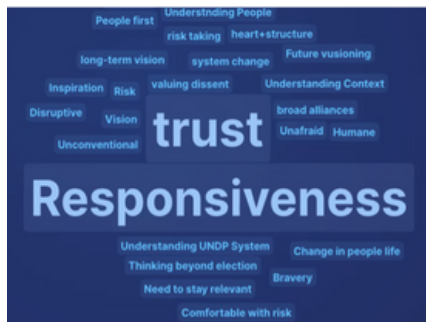 Understnding People
People first
risk taking heart+structure
long-term vision system change Future vusioning
Inspiration Risk valuing dissent Understanding Context
Disruptive Vision trust broad alliances
Unconventional Unafraid Humane
Responsiveness
Understanding UNDP System Change in people life
Thinking beyond election
Need to stay relevant Bravery
Comfortable with risk